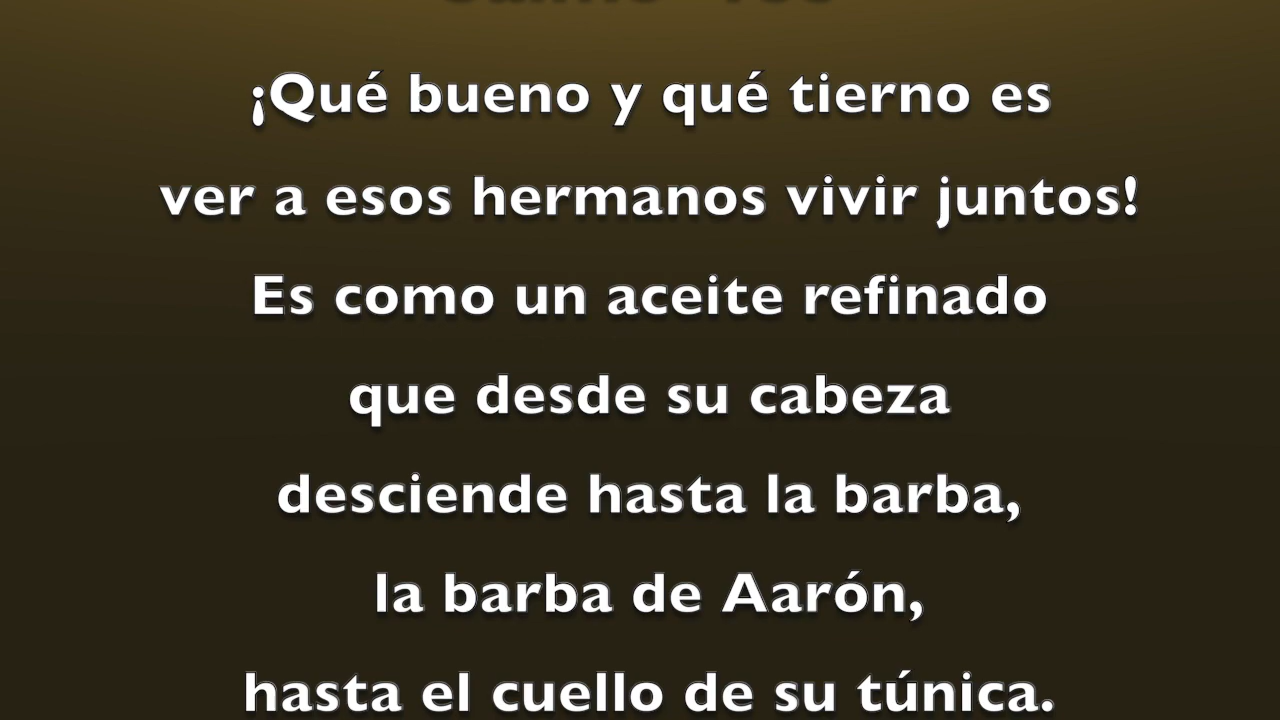 ¡Qué bueno y qué tierno es
ver a esos hermanos vivir juntos!
Es como un aceite refinado
que desde su cabeza
desciende hasta la barba,
la barba de Aarón,
hasta el cuello de su túnica.